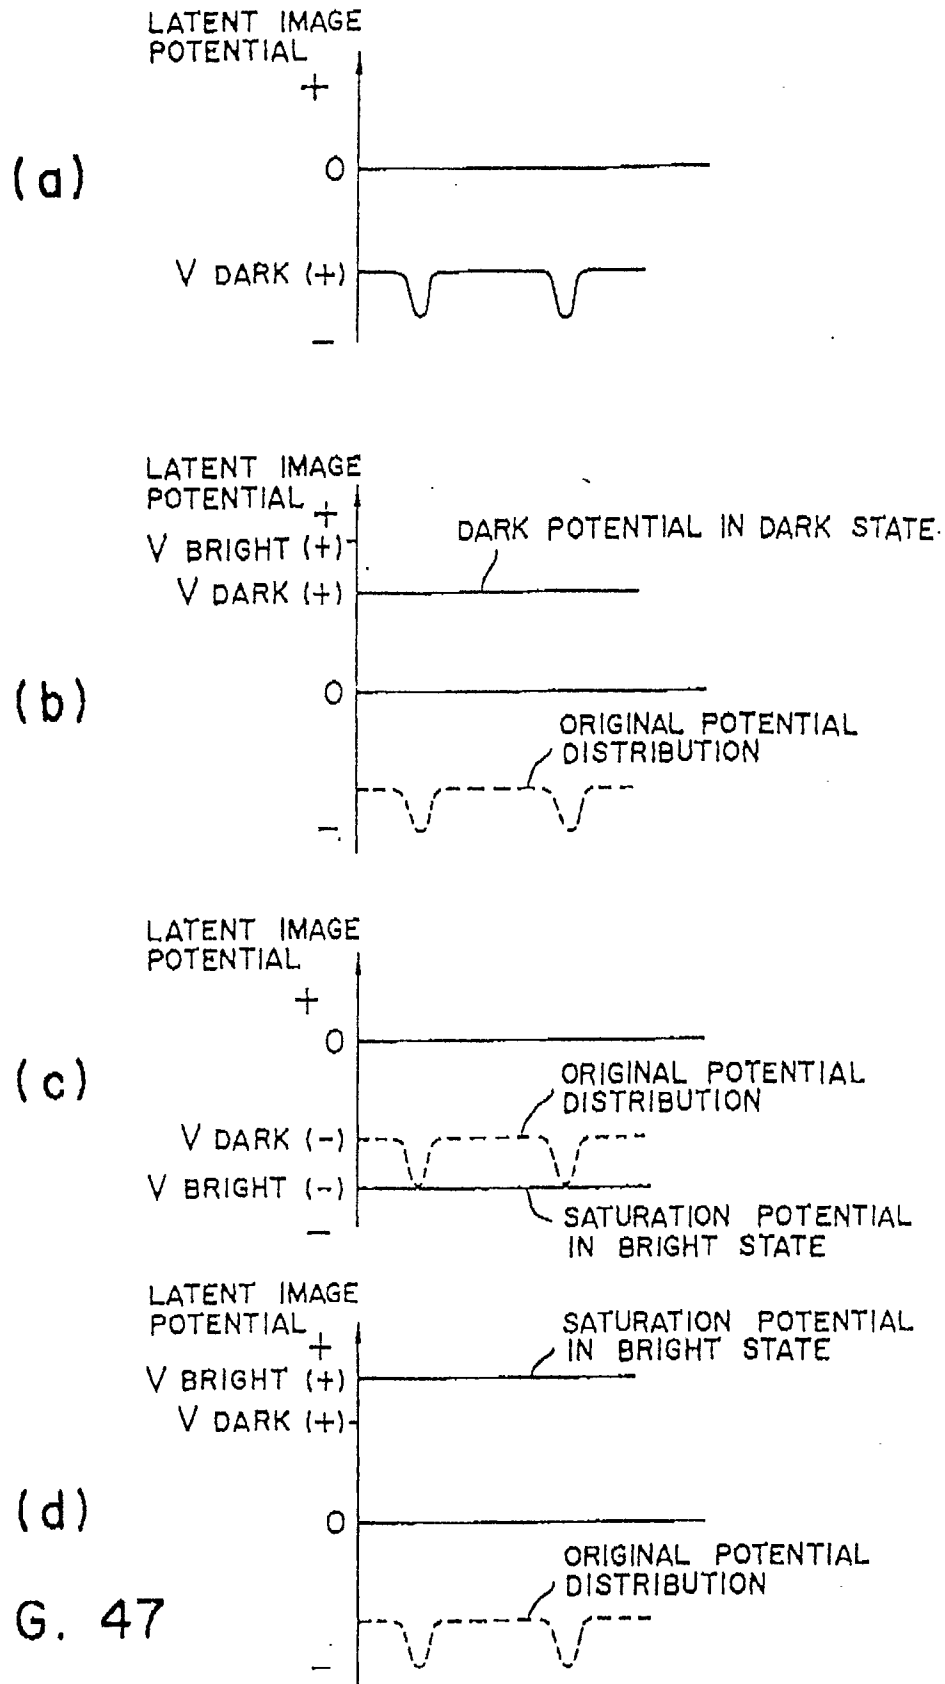 LATENT IMAGE
POTENTIAL
+
(a)
0
V DARK (+)
−
LATENT IMAGE
POTENTIAL
+
DARK POTENTIAL IN DARK STATE
V BRIGHT (+)
V DARK (+)
(b)
0
ORIGINAL POTENTIAL
DISTRIBUTION
−
LATENT IMAGE
POTENTIAL
+
0
(c)
ORIGINAL POTENTIAL
DISTRIBUTION
V DARK (−)
V BRIGHT (−)
SATURATION POTENTIAL
IN BRIGHT STATE
−
LATENT IMAGE
POTENTIAL
+
SATURATION POTENTIAL
IN BRIGHT STATE
V BRIGHT (+)
V DARK (+)
(d)
0
ORIGINAL POTENTIAL
DISTRIBUTION
G. 47
−